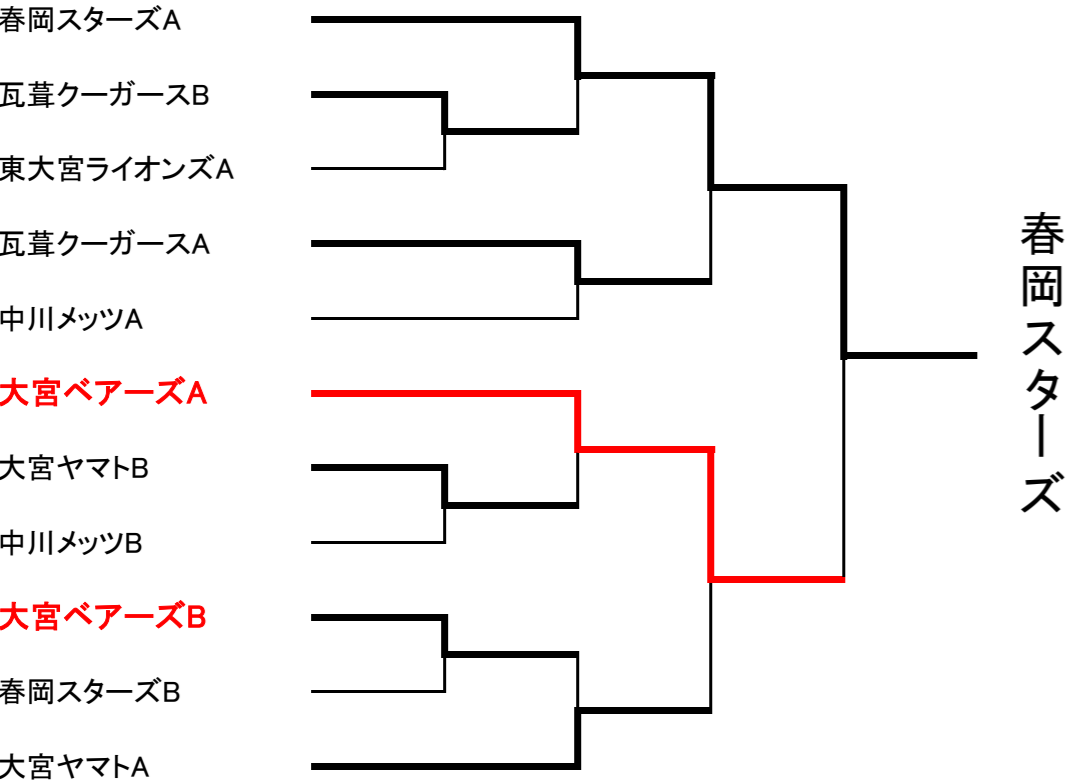 春岡スターズA
瓦葺クーガースB
東大宮ライオンズA
瓦葺クーガースA
中川メッツA
大宮ベアーズA
大宮ヤマトB
中川メッツB
大宮ベアーズB
春岡スターズB
大宮ヤマトA
春岡スターズ